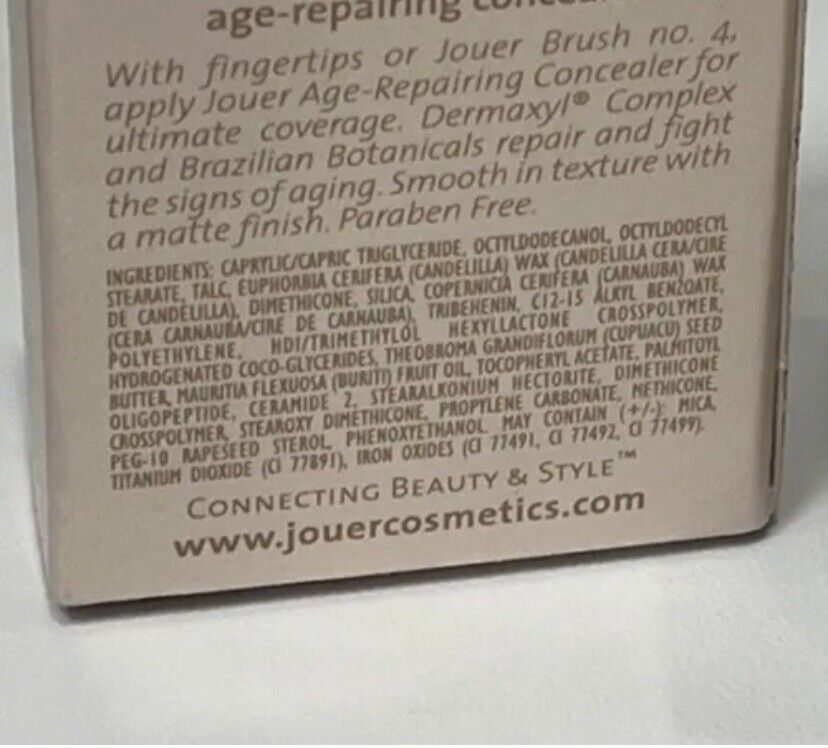 age-repairing
With fingertips or Jouer Brush no. 4,
apply Jouer Age-Repairing Concealer for
ultimate coverage. Dermaxyl® Complex
and Brazilian Botanicals repair and fight
the signs of aging. Smooth in texture with
a matte finish. Paraben Free.
INGREDIENTS: CAPRYLIC/CAPRIC TRIGLYCERIDE, OCTYLDODECANOL, OCTYLDODECYL
STEARATE, TALC, EUPHORBIA CERIFERA (CANDELILLA) WAX (CANDELILLA CERA/CIRE
DE CANDELILLA), DIMETHICONE, SILICA, COPERNICIA CERIFERA (CARNAUBA) WAX
(CERA CARNAUBA/CIRE DE CARNAUBA), TRIBEHENIN, C12-15 ALKYL BENZOATE,
POLYETHYLENE, HDI/TRIMETHYLOL HEXYLLACTONE CROSSPOLYMER,
HYDROGENATED COCO-GLYCERIDES, THEOBROMA GRANDIFLORUM (CUPUACU) SEED
BUTTER, MAURITIA FLEXUOSA (BURITI) FRUIT OIL, TOCOPHERYL ACETATE, PALMITOYL
OLIGOPEPTIDE, CERAMIDE 2, STEARALKONIUM HECTORITE, DIMETHICONE
CROSSPOLYMER, STEAROXY DIMETHICONE, PROPYLENE CARBONATE, METHICONE,
PEG-10 RAPESEED STEROL, PHENOXYETHANOL. MAY CONTAIN (+/-): MICA,
TITANIUM DIOXIDE (CI 77891), IRON OXIDES (CI 77491, CI 77492, CI 77499).
CONNECTING BEAUTY & STYLE™
www.jouercosmetics.com